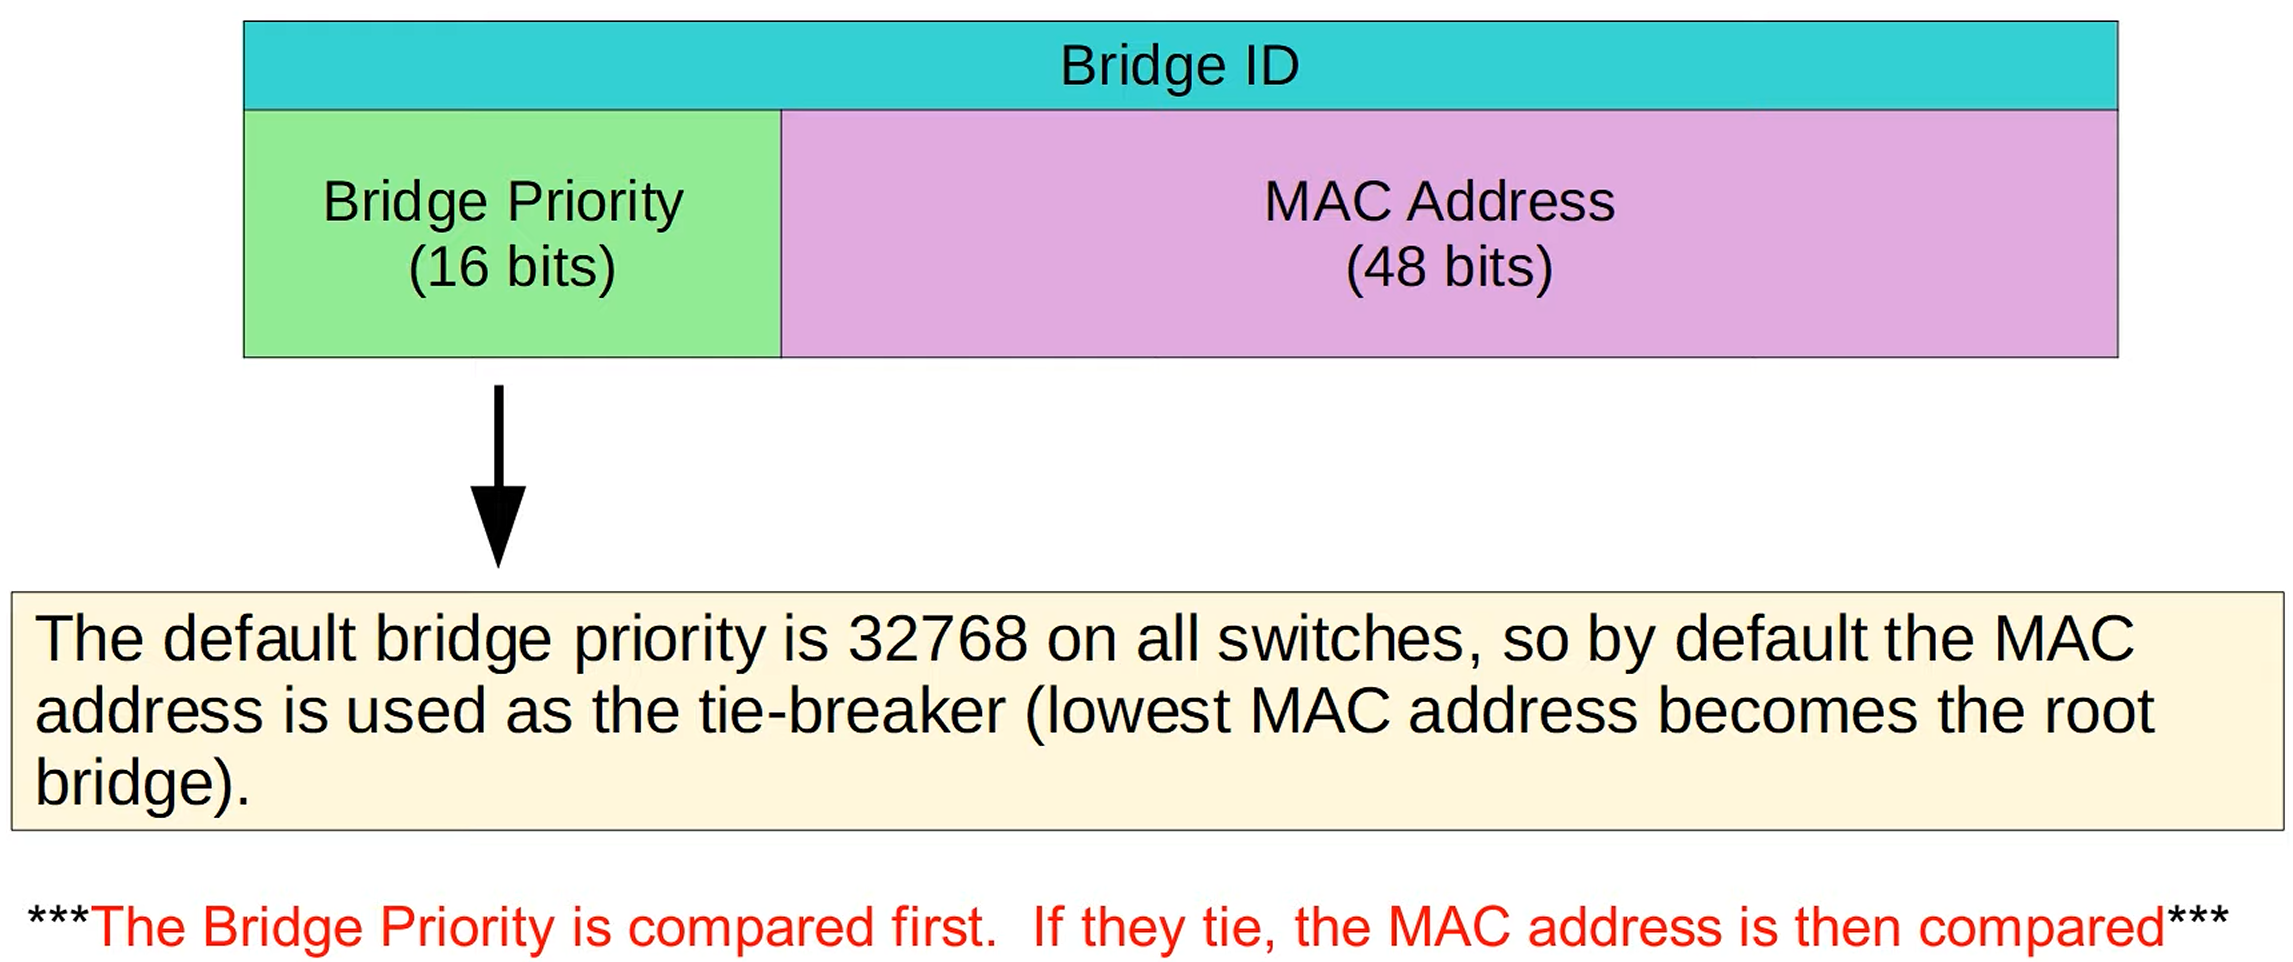 Bridge ID
Bridge Priority
(16 bits)
MAC Address
(48 bits)
The default bridge priority is 32768 on all switches, so by default the MAC
address is used as the tie-breaker (lowest MAC address becomes the root
bridge).
***The Bridge Priority is compared first.  If they tie, the MAC address is then compared***